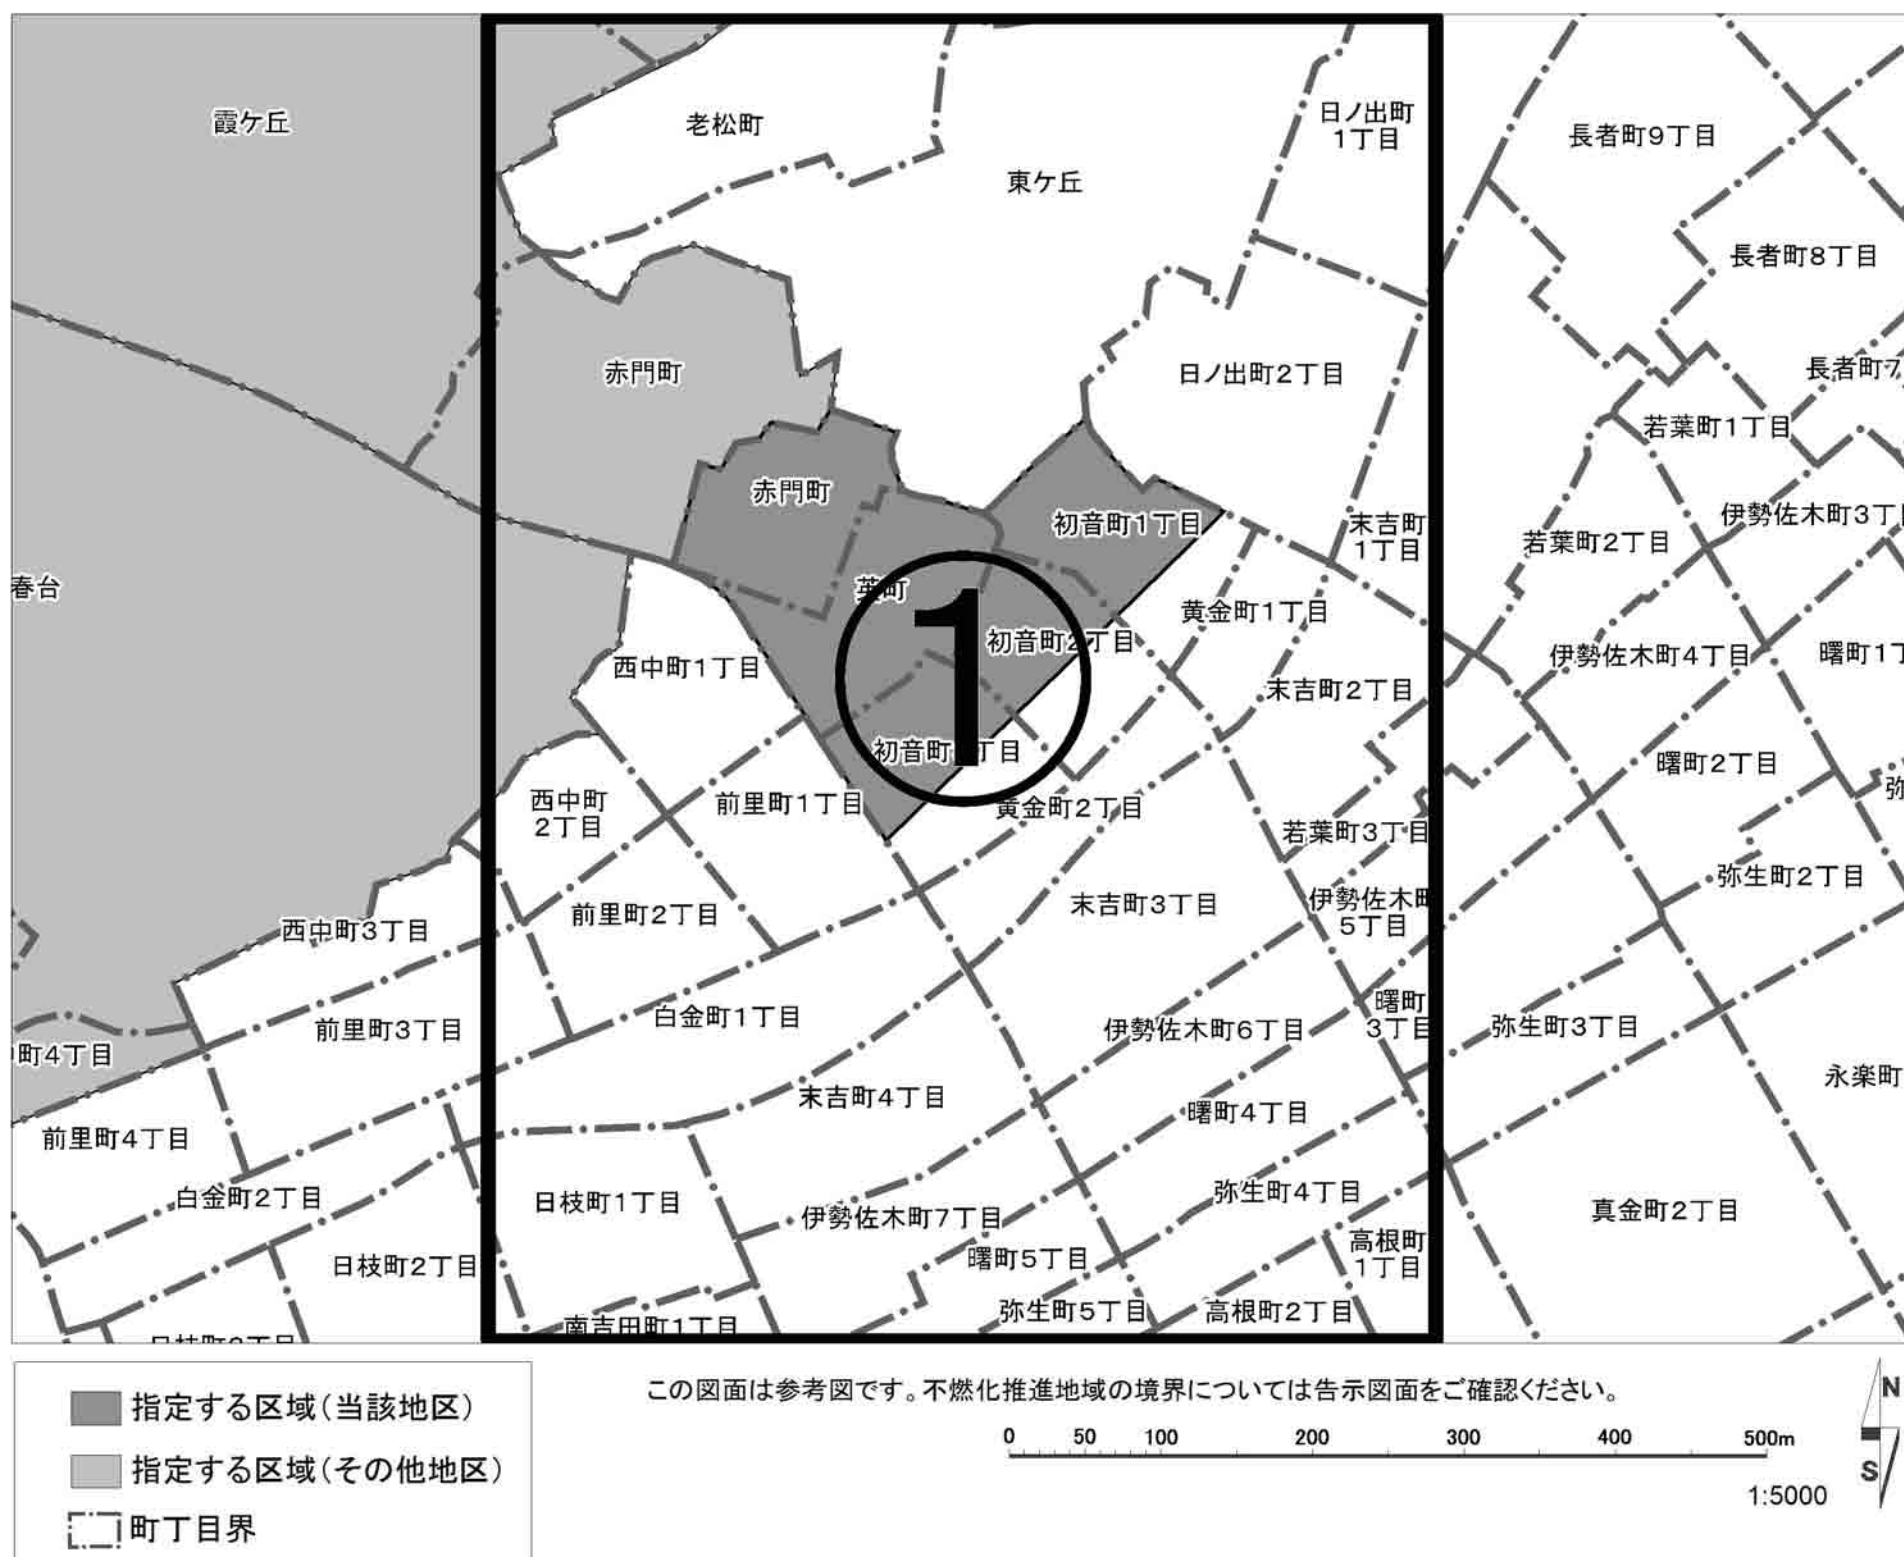 霞ケ丘
老松町
日ノ出町
1丁目
長者町9丁目
東ケ丘
長者町8丁目
赤門町
日ノ出町2丁目
長者町7
若葉町1丁目
赤門町
初音町1丁目
末吉町
1丁目
伊勢佐木町3丁目
若葉町2丁目
春台
英町
黄金町1丁目
初音町2丁目
西中町1丁目
伊勢佐木町4丁目
曙町1丁
末吉町2丁目
1
初音町 丁目
曙町2丁目
西中町
2丁目
前里町1丁目
黄金町2丁目
弥
若葉町3丁目
弥生町2丁目
前里町2丁目
末吉町3丁目
伊勢佐木町
5丁目
西中町3丁目
白金町1丁目
曙町
3丁目
前里町3丁目
伊勢佐木町6丁目
弥生町3丁目
町4丁目
永楽町
末吉町4丁目
曙町4丁目
前里町4丁目
白金町2丁目
日枝町1丁目
弥生町4丁目
真金町2丁目
伊勢佐木町7丁目
高根町
1丁目
日枝町2丁目
曙町5丁目
弥生町5丁目
高根町2丁目
南吉田町1丁目
指定する区域(当該地区)
指定する区域(その他地区)
町丁目界
この図面は参考図です。不燃化推進地域の境界については告示図面をご確認ください。
0 50 100 200 300 400 500m
1:5000
N
S